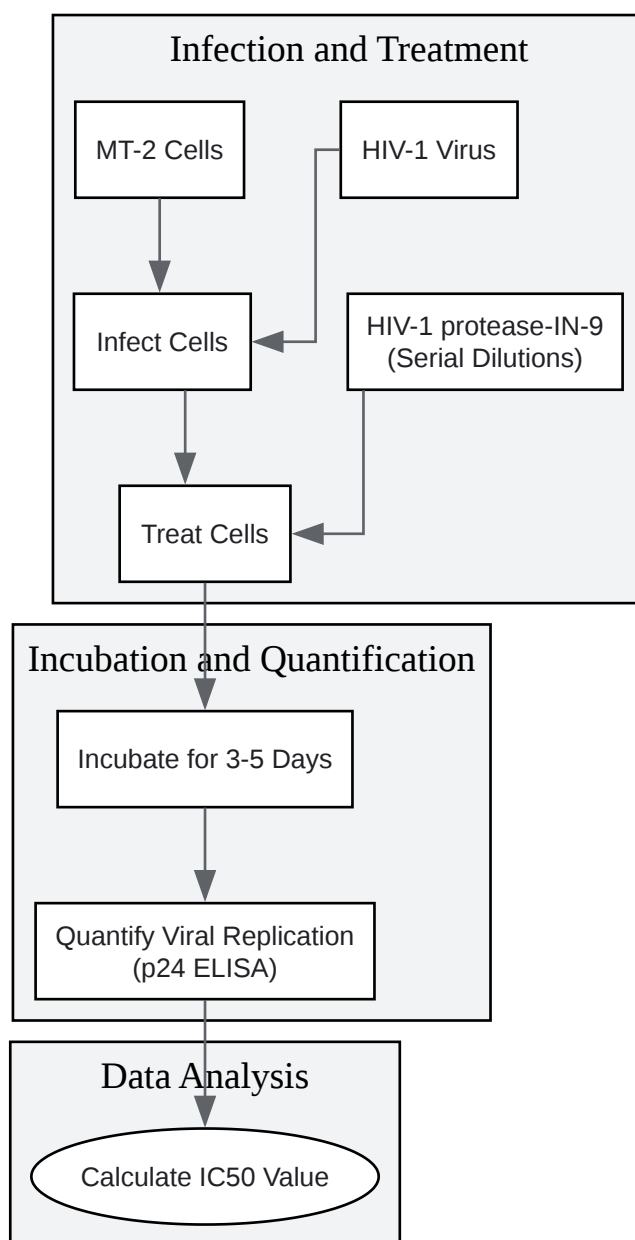 Infection and Treatment
MT-2 Cells
HIV-1 Virus
Infect Cells
HIV-1 protease-IN-9
(Serial Dilutions)
Treat Cells
Incubation and Quantification
Incubate for 3-5 Days
Quantify Viral Replication
(p24 ELISA)
Data Analysis
Calculate IC50 Value